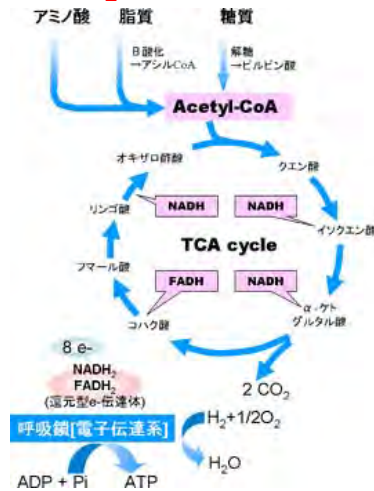 アミノ酸 脂質 糖質
B酸化
→アシルCoA
解糖
→ピルビン酸
Acetyl-CoA
オキザロ酢酸
クエン酸
リンゴ酸
NADH
NADH
イソクエン酸
TCA cycle
フマール酸
FADH
NADH
α-ケト
グルタル酸
コハク酸
8 e-
NADH₂
FADH₂
(還元型e-伝達体)
2 CO₂
呼吸鎖[電子伝達系]
H₂+1/2O₂
H₂O
ADP + Pi ATP